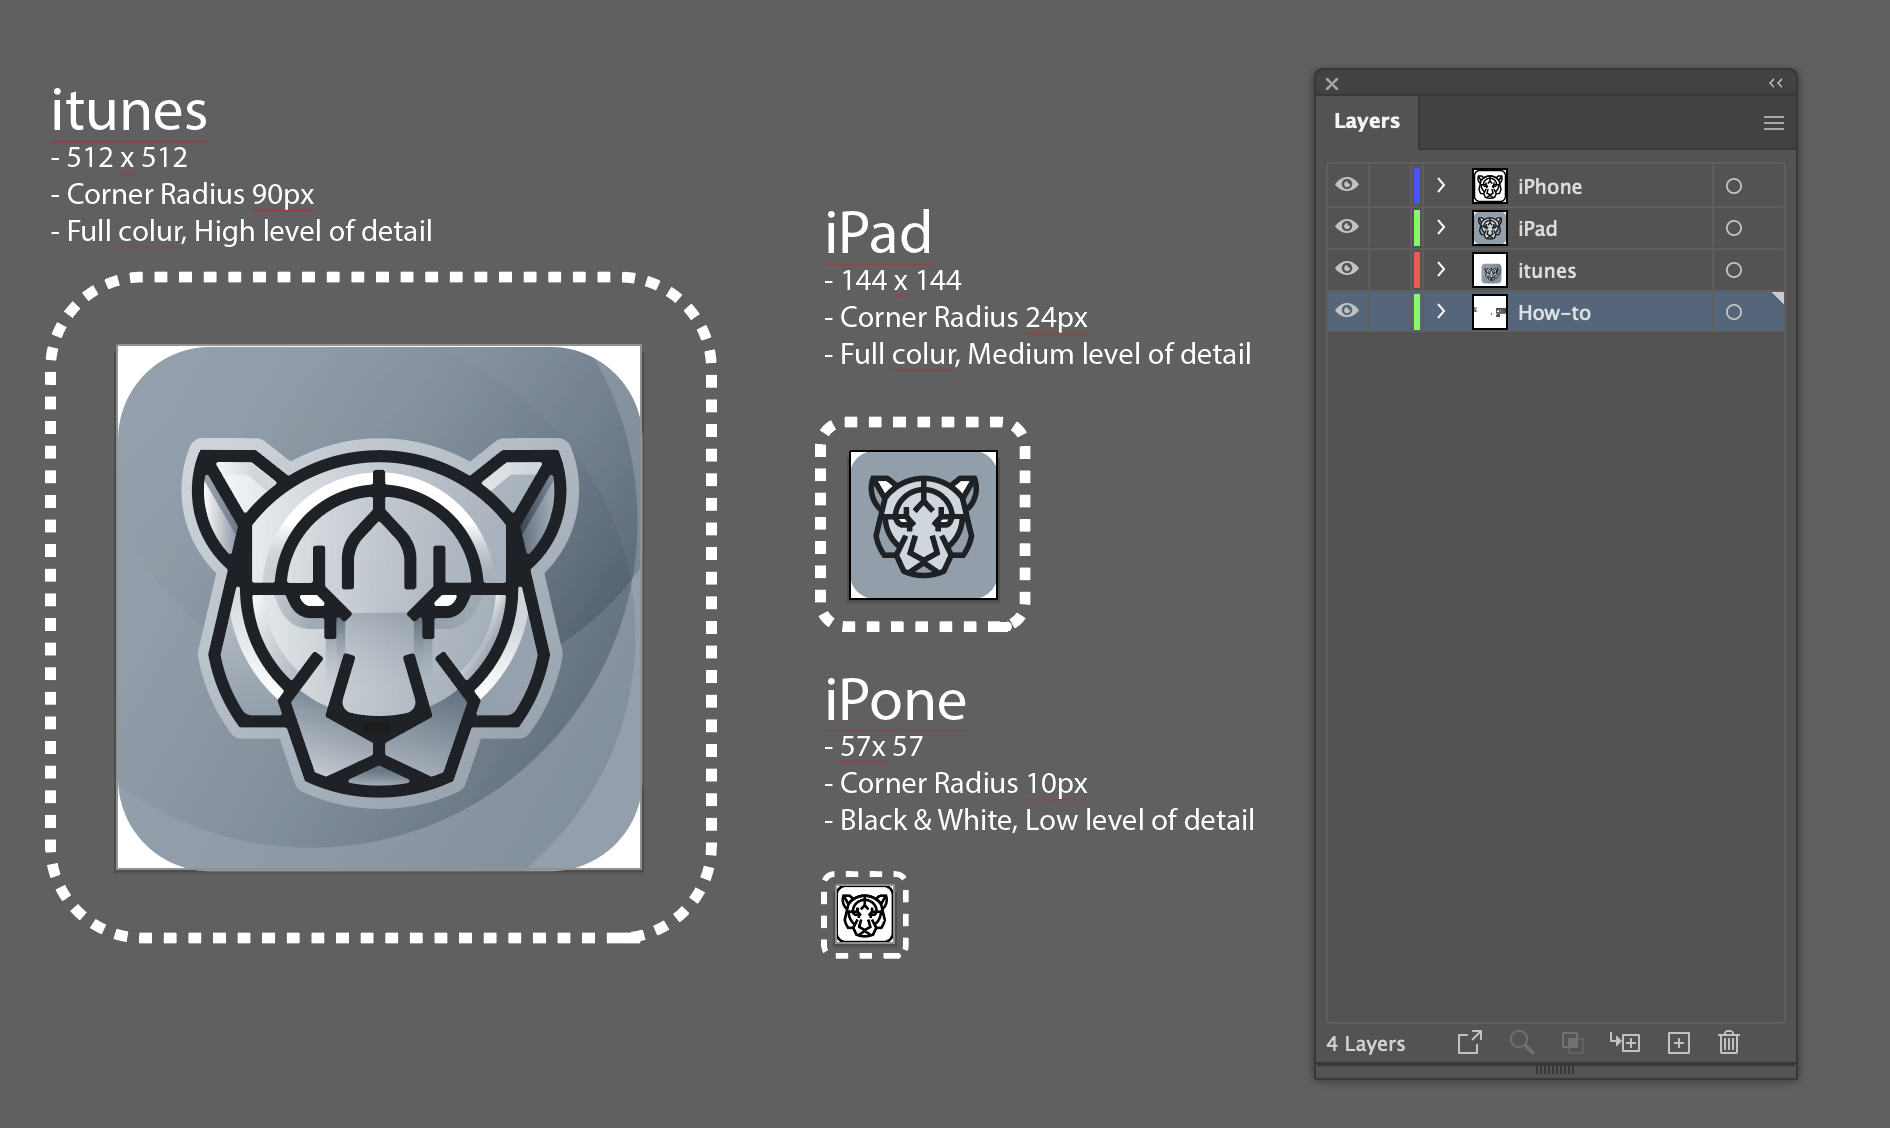 itunes
- 512 x 512
- Corner Radius 90px
- Full colur, High level of detail
iPad
- 144 x 144
- Corner Radius 24px
- Full colur, Medium level of detail
iPone
- 57x 57
- Corner Radius 10px
- Black & White, Low level of detail
Layers
iPhone
iPad
itunes
How-to
4 Layers